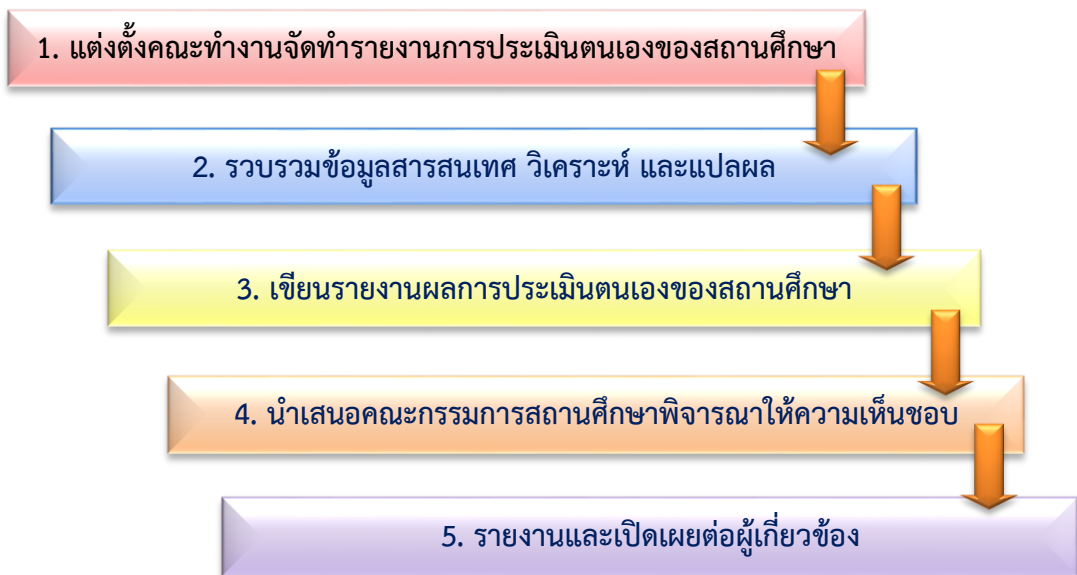 1. แต่งตั้งคณะทำงานจัดทำรายงานการประเมินตนเองของสถานศึกษา
2. รวบรวมข้อมูลสารสนเทศ วิเคราะห์ และแปลผล
3. เขียนรายงานผลการประเมินตนเองของสถานศึกษา
4. นำเสนอคณะกรรมการสถานศึกษาพิจารณาให้ความเห็นชอบ
5. รายงานและเปิดเผยต่อผู้เกี่ยวข้อง